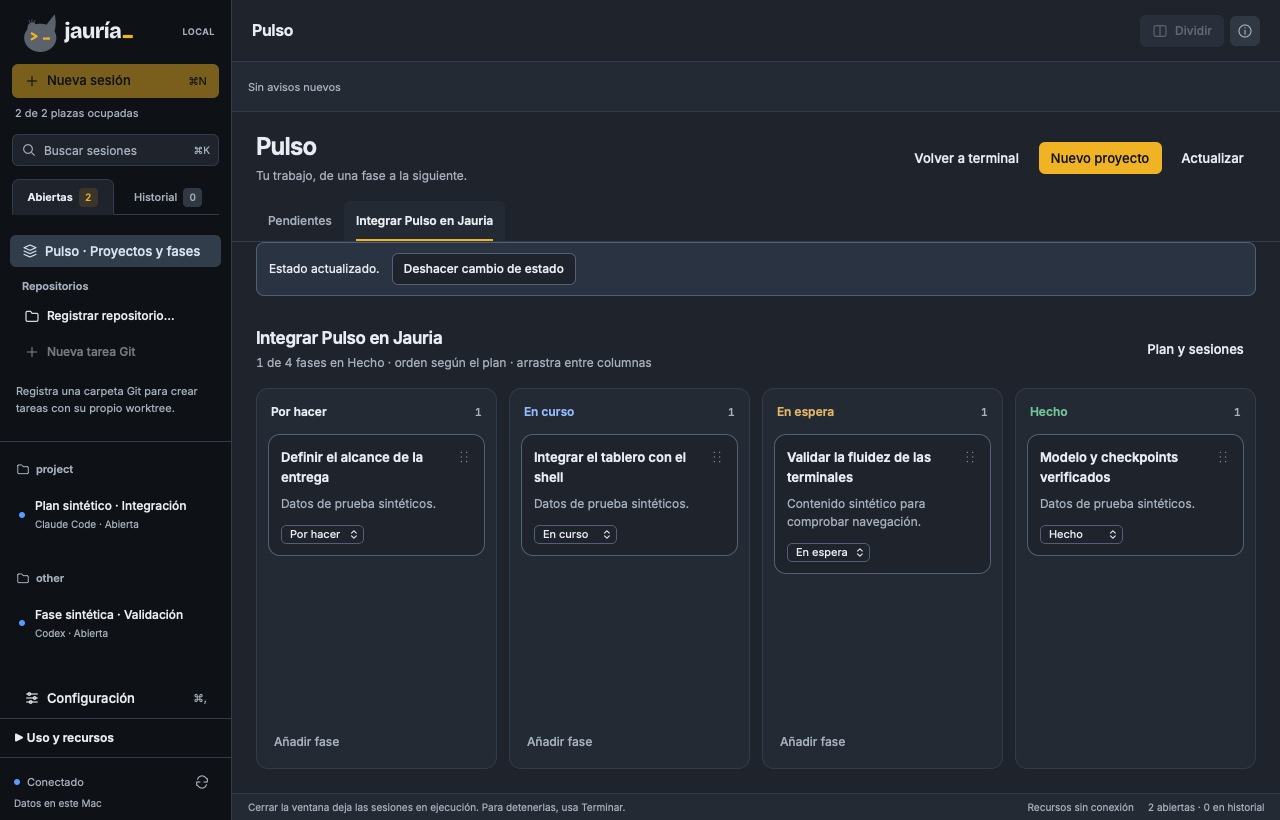 jauría_
LOCAL
Nueva sesión ⌘N
2 de 2 plazas ocupadas
Buscar sesiones ⌘K
Abiertas 2
Historial 0
Pulso · Proyectos y fases
Repositorios
Registrar repositorio...
Nueva tarea Git
Registra una carpeta Git para crear
tareas con su propio worktree.
project
Plan sintético · Integración
Claude Code · Abierta
other
Fase sintética · Validación
Codex · Abierta
Configuración ⌘,
Uso y recursos
Conectado
Datos en este Mac
Pulso
Dividir
Sin avisos nuevos
Pulso
Tu trabajo, de una fase a la siguiente.
Volver a terminal
Nuevo proyecto
Actualizar
Pendientes
Integrar Pulso en Jauria
Estado actualizado.
Deshacer cambio de estado
Integrar Pulso en Jauria
1 de 4 fases en Hecho · orden según el plan · arrastra entre columnas
Plan y sesiones
Por hacer 1
Definir el alcance de la
entrega
Datos de prueba sintéticos.
Por hacer
Añadir fase
En curso 1
Integrar el tablero con el
shell
Datos de prueba sintéticos.
En curso
Añadir fase
En espera 1
Validar la fluidez de las
terminales
Contenido sintético para
comprobar navegación.
En espera
Añadir fase
Hecho 1
Modelo y checkpoints
verificados
Datos de prueba sintéticos.
Hecho
Cerrar la ventana deja las sesiones en ejecución. Para detenerlas, usa Terminar.
Recursos sin conexión
2 abiertas · 0 en historial